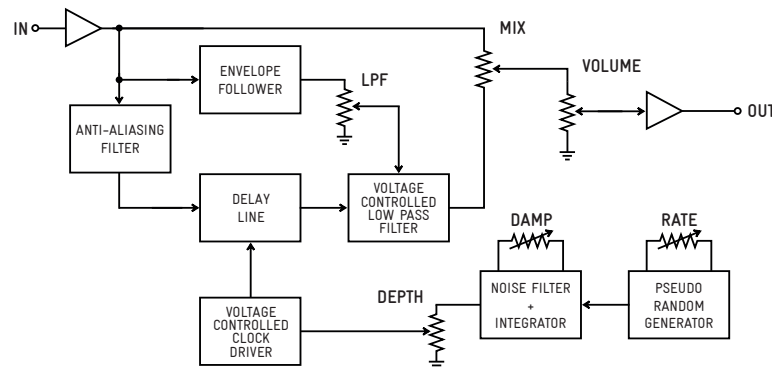 IN
MIX
ENVELOPE
FOLLOWER
LPF
VOLUME
OUT
ANTI-ALIASING
FILTER
DELAY
LINE
VOLTAGE
CONTROLLED
LOW PASS
FILTER
DAMP
RATE
DEPTH
NOISE FILTER
+
INTEGRATOR
PSEUDO
RANDOM
GENERATOR
VOLTAGE
CONTROLLED
CLOCK
DRIVER